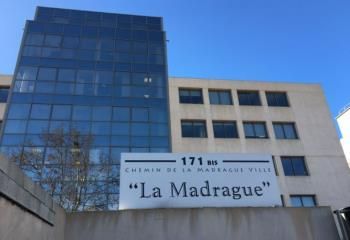 171 BIS
CHEMIN DE LA MADRAGUE VILLE
“La Madrague”